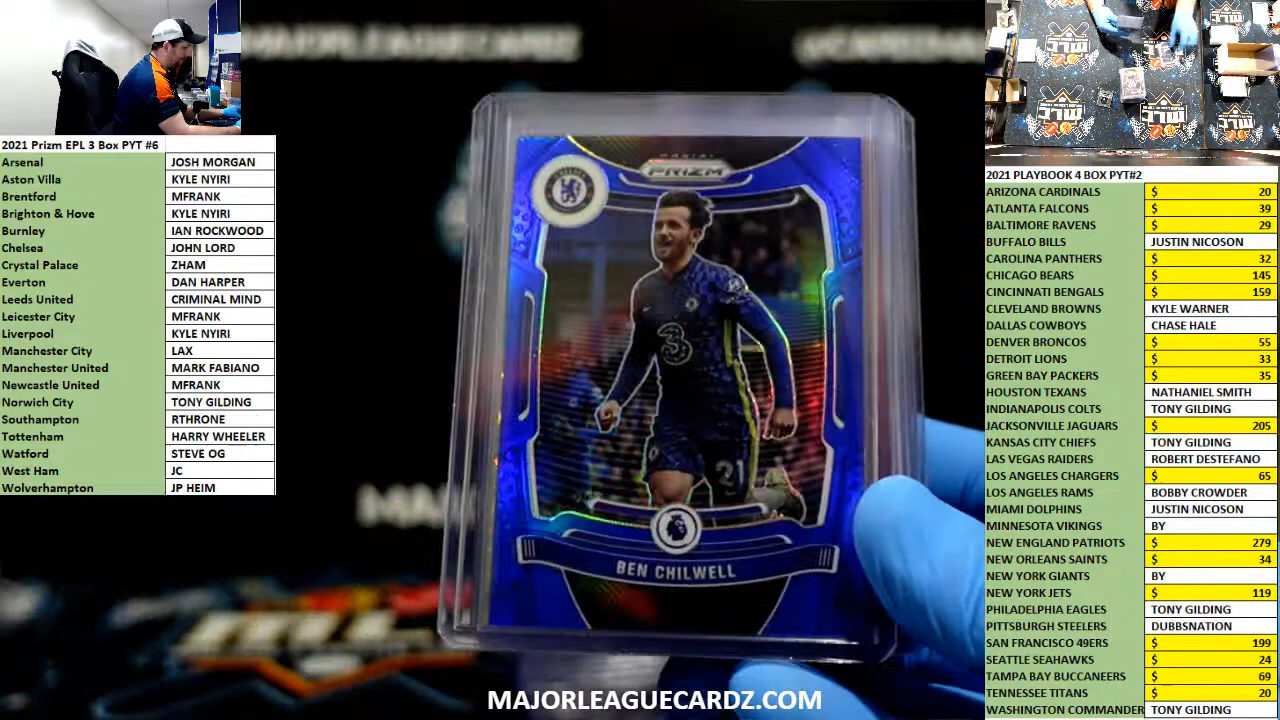 2021 Prizm EPL 3 Box PYT #6
Arsenal JOSH MORGAN
Aston Villa KYLE NYIRI
Brentford MFRANK
Brighton & Hove KYLE NYIRI
Burnley IAN ROCKWOOD
Chelsea JOHN LORD
Crystal Palace ZHAM
Everton DAN HARPER
Leeds United CRIMINAL MIND
Leicester City MFRANK
Liverpool KYLE NYIRI
Manchester City LAX
Manchester United MARK FABIANO
Newcastle United MFRANK
Norwich City TONY GILDING
Southampton RTHRONE
Tottenham HARRY WHEELER
Watford STEVE OG
West Ham JC
Wolverhampton JP HEIM
PANINI
PRIZM
3
21
BEN CHILWELL
MAJORLEAGUECARDZ.COM
MLC
2021 PLAYBOOK 4 BOX PYT#2
ARIZONA CARDINALS $ 20
ATLANTA FALCONS $ 39
BALTIMORE RAVENS $ 29
BUFFALO BILLS JUSTIN NICOSON
CAROLINA PANTHERS $ 32
CHICAGO BEARS $ 145
CINCINNATI BENGALS $ 159
CLEVELAND BROWNS KYLE WARNER
DALLAS COWBOYS CHASE HALE
DENVER BRONCOS $ 55
DETROIT LIONS $ 33
GREEN BAY PACKERS $ 35
HOUSTON TEXANS NATHANIEL SMITH
INDIANAPOLIS COLTS TONY GILDING
JACKSONVILLE JAGUARS $ 205
KANSAS CITY CHIEFS TONY GILDING
LAS VEGAS RAIDERS ROBERT DESTEFANO
LOS ANGELES CHARGERS $ 65
LOS ANGELES RAMS BOBBY CROWDER
MIAMI DOLPHINS JUSTIN NICOSON
MINNESOTA VIKINGS BY
NEW ENGLAND PATRIOTS $ 279
NEW ORLEANS SAINTS $ 34
NEW YORK GIANTS BY
NEW YORK JETS $ 119
PHILADELPHIA EAGLES TONY GILDING
PITTSBURGH STEELERS DUBBSNATION
SAN FRANCISCO 49ERS $ 199
SEATTLE SEAHAWKS $ 24
TAMPA BAY BUCCANEERS $ 69
TENNESSEE TITANS $ 20
WASHINGTON COMMANDER TONY GILDING